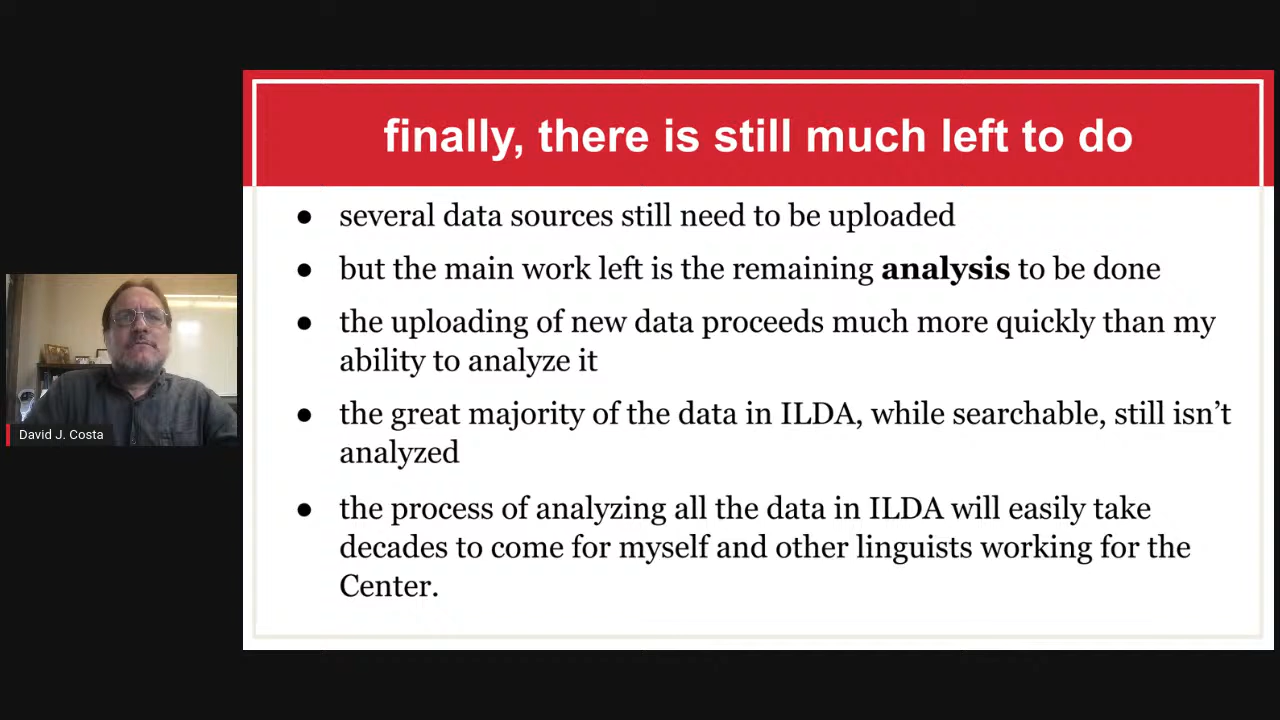 finally, there is still much left to do
● several data sources still need to be uploaded
● but the main work left is the remaining analysis to be done
● the uploading of new data proceeds much more quickly than my
ability to analyze it
● the great majority of the data in ILDA, while searchable, still isn’t
analyzed
● the process of analyzing all the data in ILDA will easily take
decades to come for myself and other linguists working for the
Center.
David J. Costa